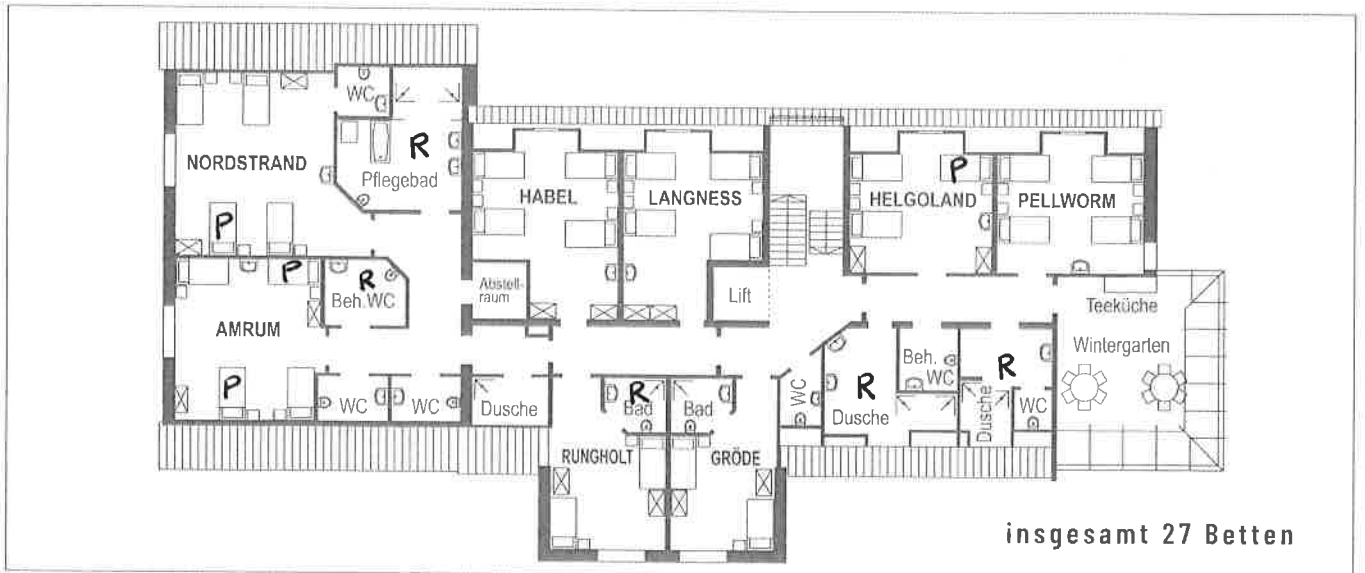 WC
NORDSTRAND
R
Pflegebad
P
HABEL
LANGNESS
HELGOLAND
P
PELLWORM
P
R
Beh. WC
AMRUM
P
Abstell-
raum
Lift
Teeküche
Wintergarten
WC
WC
Dusche
R
Bad
Bad
WC
R
Dusche
Beh.
WC
R
Dusche
WC
RUNGHOLT
GRÖDE
insgesamt 27 Betten